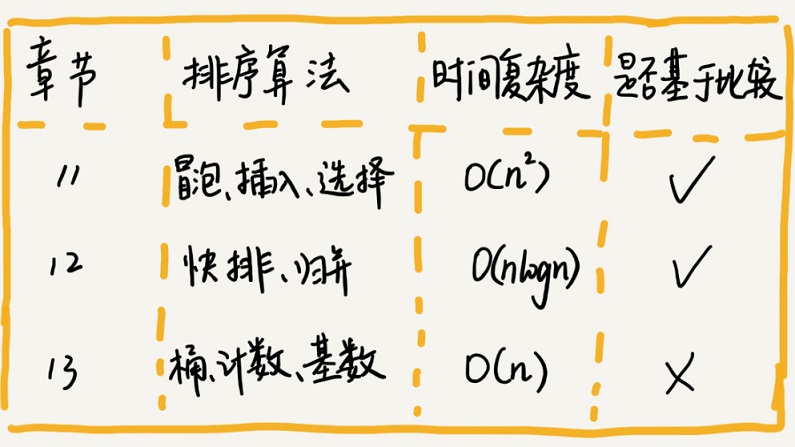 章节 排序算法 时间复杂度 是否基于比较
11 冒泡、插入、选择 O(n²) ✓
12 快排、归并 O(nlogn) ✓
13 桶、计数、基数 O(n) ×